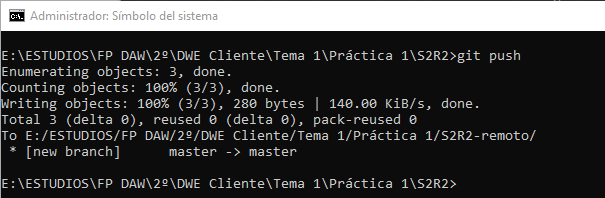 Administrador: Símbolo del sistema
E:\ESTUDIOS\FP DAW\2º\DWE Cliente\Tema 1\Práctica 1\S2R2>git push
Enumerating objects: 3, done.
Counting objects: 100% (3/3), done.
Writing objects: 100% (3/3), 280 bytes | 140.00 KiB/s, done.
Total 3 (delta 0), reused 0 (delta 0), pack-reused 0
To E:/ESTUDIOS/FP DAW/2º/DWE Cliente/Tema 1/Práctica 1/S2R2-remoto/
 * [new branch]      master -> master
E:\ESTUDIOS\FP DAW\2º\DWE Cliente\Tema 1\Práctica 1\S2R2>